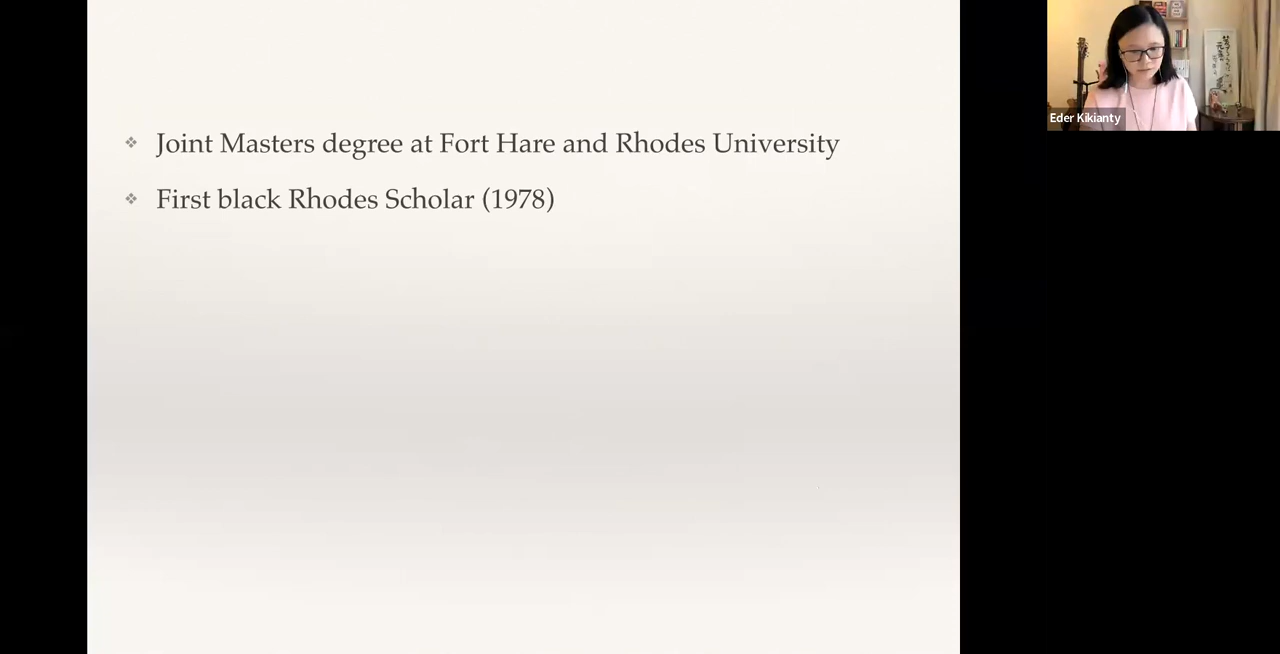 ❖ Joint Masters degree at Fort Hare and Rhodes University
❖ First black Rhodes Scholar (1978)
Eder Kikianty